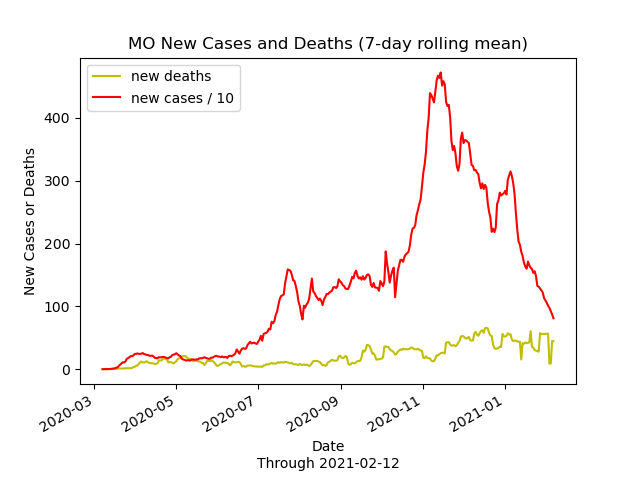 MO New Cases and Deaths (7-day rolling mean)
new deaths
new cases / 10
400
300
200
100
0
New Cases or Deaths
2020-03
2020-05
2020-07
2020-09
2020-11
2021-01
Date
Through 2021-02-12